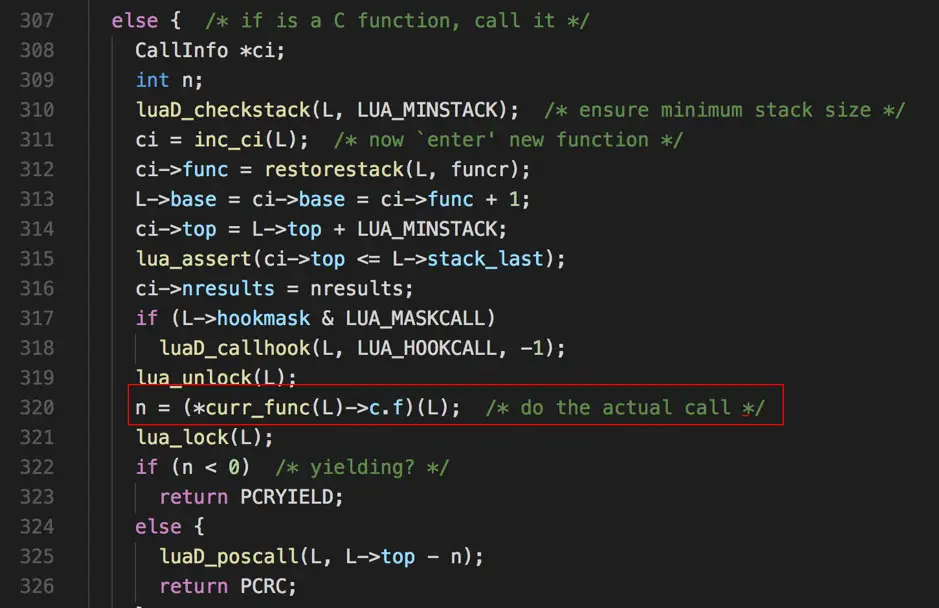 307 else { /* if is a C function, call it */
308 CallInfo *ci;
309 int n;
310 luaD_checkstack(L, LUA_MINSTACK); /* ensure minimum stack size */
311 ci = inc_ci(L); /* now `enter' new function */
312 ci->func = restorestack(L, funcr);
313 L->base = ci->base = ci->func + 1;
314 ci->top = L->top + LUA_MINSTACK;
315 lua_assert(ci->top <= L->stack_last);
316 ci->nresults = nresults;
317 if (L->hookmask & LUA_MASKCALL)
318 luaD_callhook(L, LUA_HOOKCALL, -1);
319 lua_unlock(L);
320 n = (*curr_func(L)->c.f)(L); /* do the actual call */
321 lua_lock(L);
322 if (n < 0) /* yielding? */
323 return PCRYIELD;
324 else {
325 luaD_poscall(L, L->top - n);
326 return PCRC;